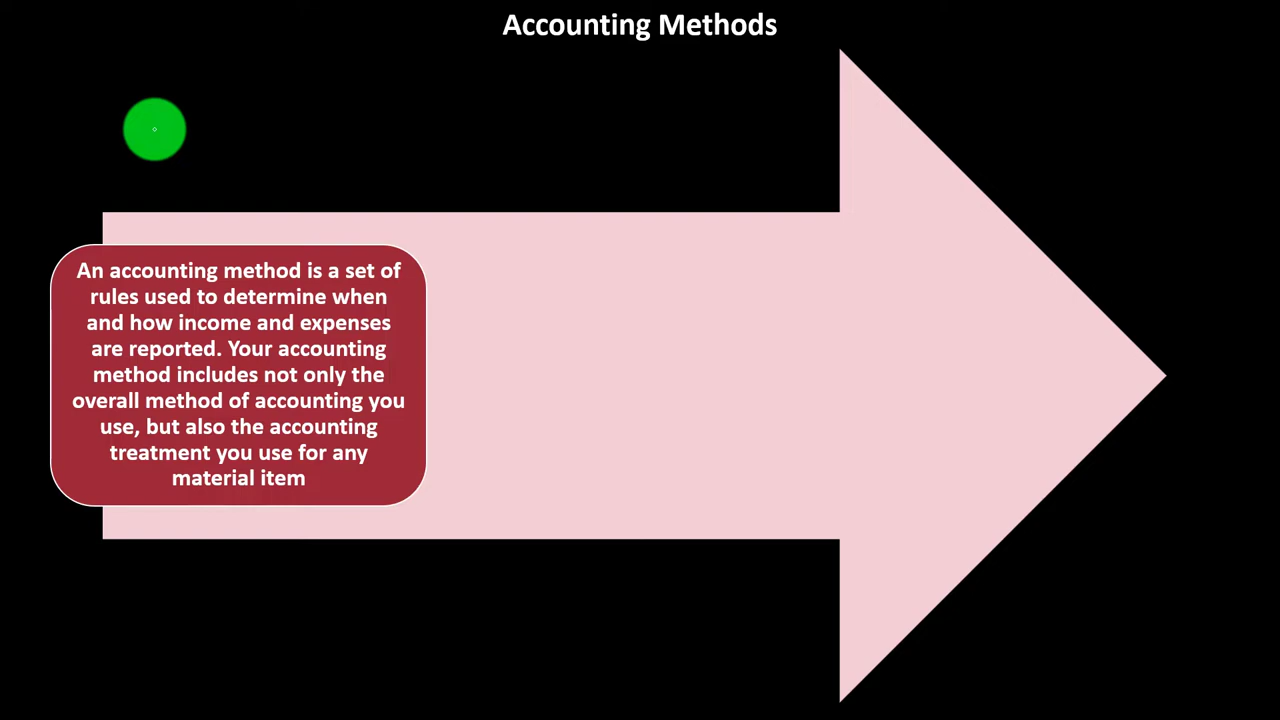 Accounting Methods
An accounting method is a set of
rules used to determine when
and how income and expenses
are reported. Your accounting
method includes not only the
overall method of accounting you
use, but also the accounting
treatment you use for any
material item